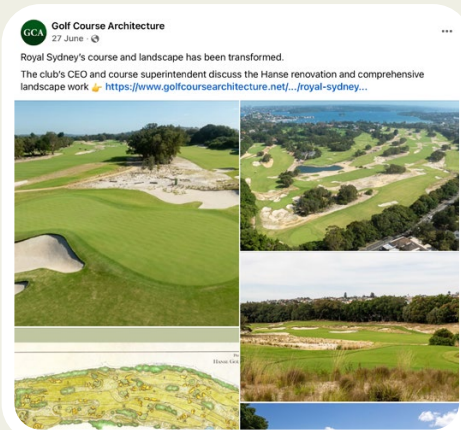 GCA
Golf Course Architecture
27 June ·
Royal Sydney's course and landscape has been transformed.
The club's CEO and course superintendent discuss the Hanse renovation and comprehensive
landscape work 👉 https://www.golfcoursearchitecture.net/.../royal-sydney...